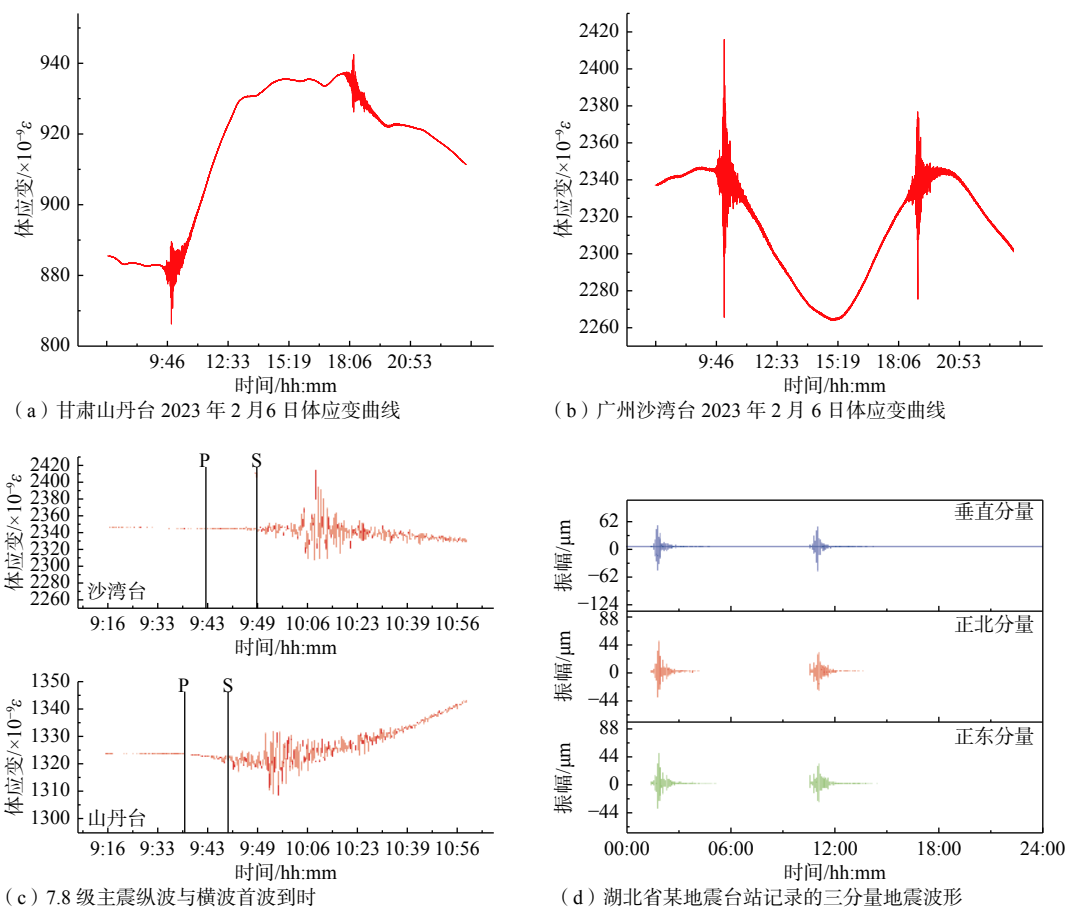 体应变/×10⁻⁹ε
940
920
900
880
800
9:46 12:33 15:19 18:06 20:53
时间/hh:mm
（a）甘肃山丹台 2023 年 2 月6 日体应变曲线
体应变/×10⁻⁹ε
2420
2380
2360
2340
2320
2300
2260
2260
9:46 12:33 15:19 18:06 20:53
时间/hh:mm
（b）广州沙湾台 2023 年 2 月 6 日体应变曲线
体应变/×10⁻⁹ε
2430
2420
2380
2360
2340
2320
2300
2280
2260
P S
沙湾台
9:16 9:33 9:43 9:49 10:06 10:23 10:39 10:56
时间/hh:mm
体应变/×10⁻⁹ε
1350
1340
1330
1320
1310
1300
P S
山丹台
9:16 9:33 9:43 9:49 10:06 10:23 10:39 10:56
时间/hh:mm
（c）7.8 级主震纵波与横波首波到时
振幅/μm
62
0
−62
−124
垂直分量
振幅/μm
88
44
0
−44
正北分量
振幅/μm
88
44
0
−44
正东分量
00:00 06:00 12:00 18:00 24:00
时间/hh:mm
（d）湖北省某地震台站记录的三分量地震波形